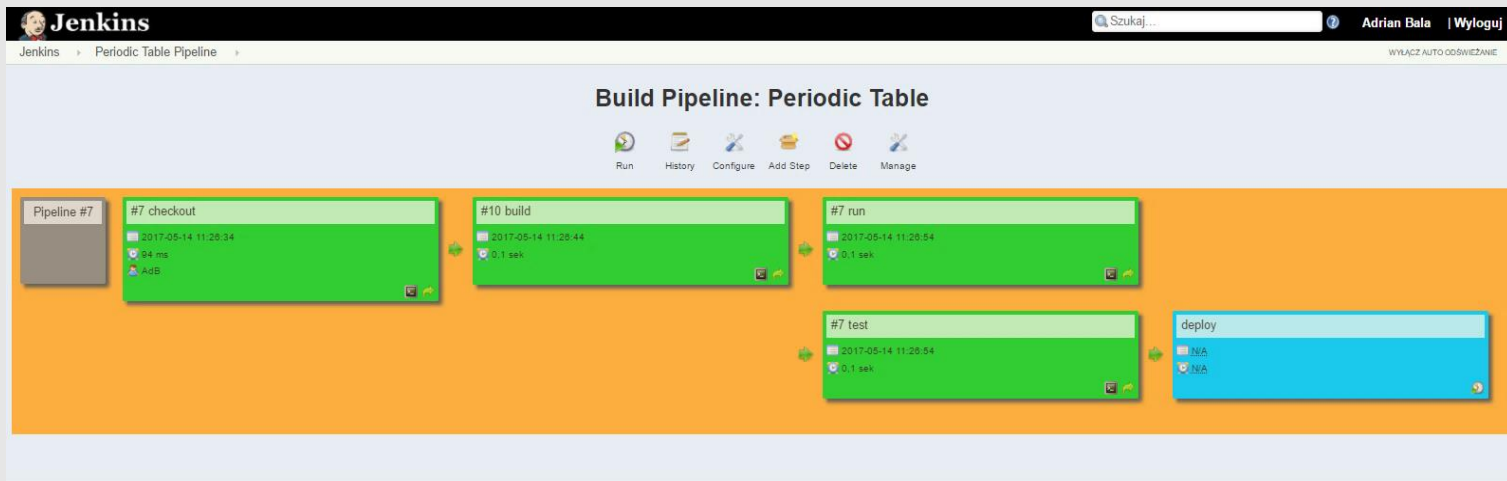 Jenkins
Szukaj...
Adrian Bala | Wyloguj
Jenkins Periodic Table Pipeline
WYŁĄCZ AUTO ODŚWIEŻANIE
Build Pipeline: Periodic Table
Run History Configure Add Step Delete Manage
Pipeline #7
#7 checkout
2017-05-14 11:26:34
94 ms
AdB
#10 build
2017-05-14 11:26:44
0,1 sek
#7 run
2017-05-14 11:26:54
0,1 sek
#7 test
2017-05-14 11:26:54
0,1 sek
deploy
N/A
N/A